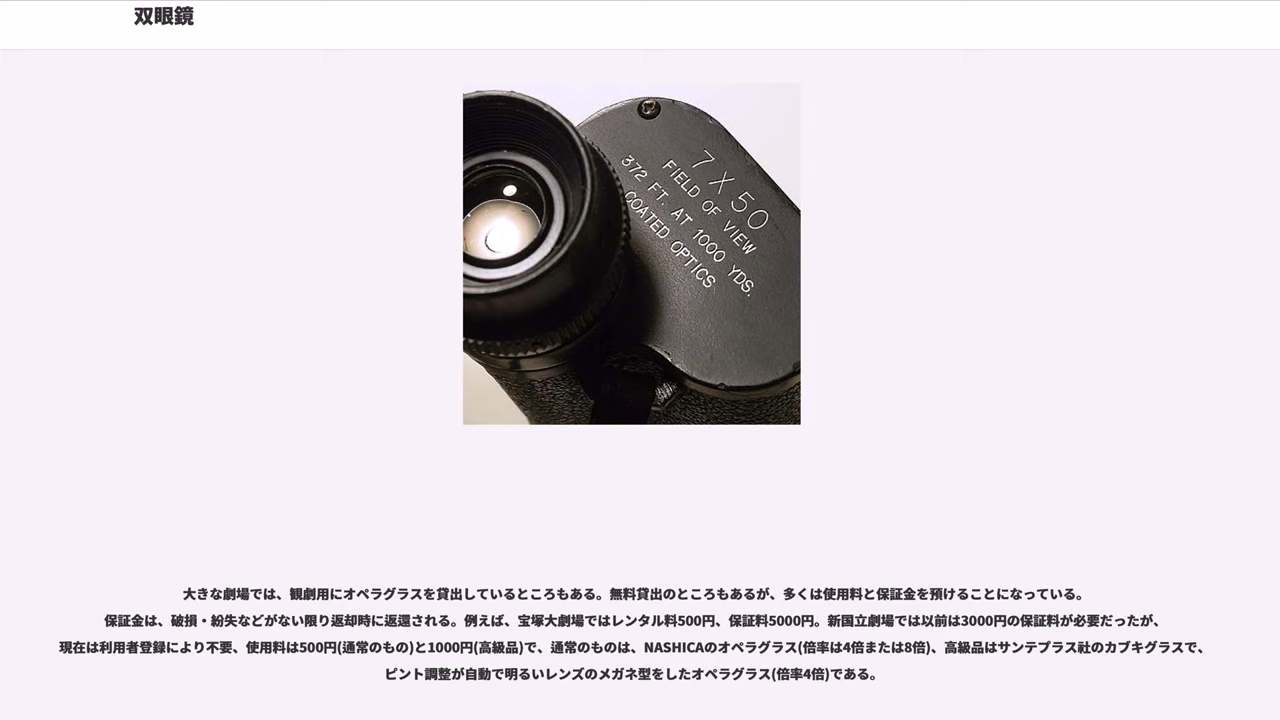 双眼鏡
7 X 50
FIELD OF VIEW
372 FT. AT 1000 YDS.
COATED OPTICS
大きな劇場では、観劇用にオペラグラスを貸出しているところもある。無料貸出のところもあるが、多くは使用料と保証金を預けることになっている。
保証金は、破損・紛失などがない限り返却時に返還される。例えば、宝塚大劇場ではレンタル料500円、保証料5000円。新国立劇場では以前は3000円の保証料が必要だったが、
現在は利用者登録により不要、使用料は500円(通常のもの)と1000円(高級品)で、通常のものは、NASHICAのオペラグラス(倍率は4倍または8倍)、高級品はサンテプラス社のカブキグラスで、
ピント調整が自動で明るいレンズのメガネ型をしたオペラグラス(倍率4倍)である。